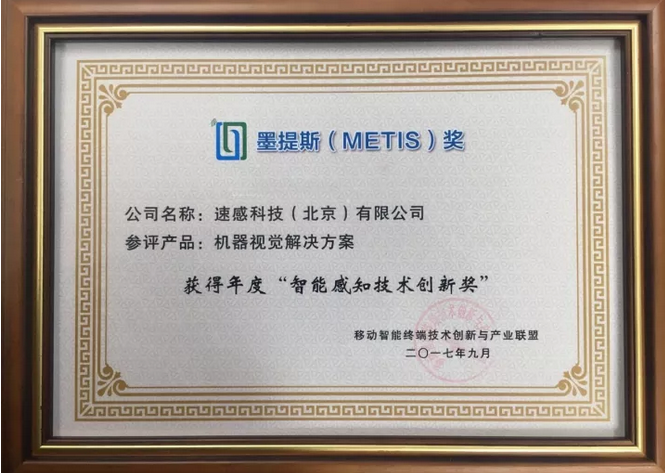 墨提斯（METIS）奖
公司名称：速感科技（北京）有限公司
参评产品：机器视觉解决方案
获得年度“智能感知技术创新奖”
移动智能终端技术创新与产业联盟
二〇一七年九月